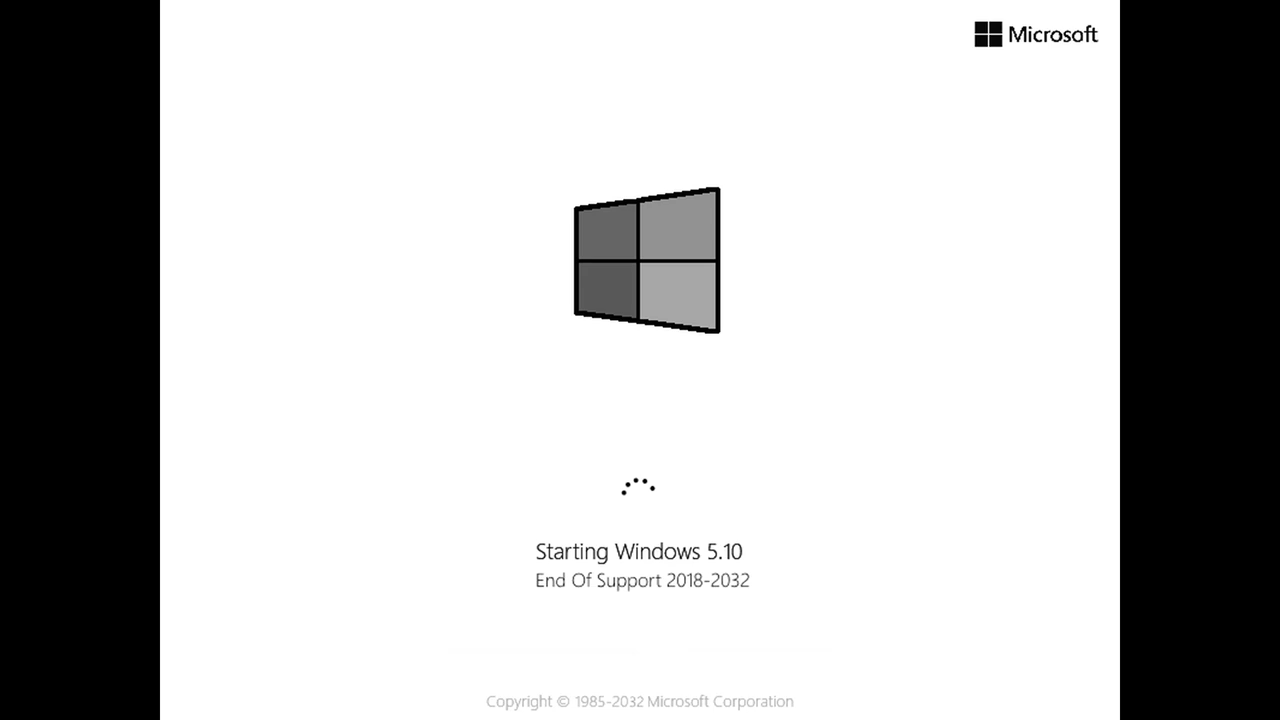 Microsoft
Starting Windows 5.10
End Of Support 2018-2032
Copyright © 1985-2032 Microsoft Corporation